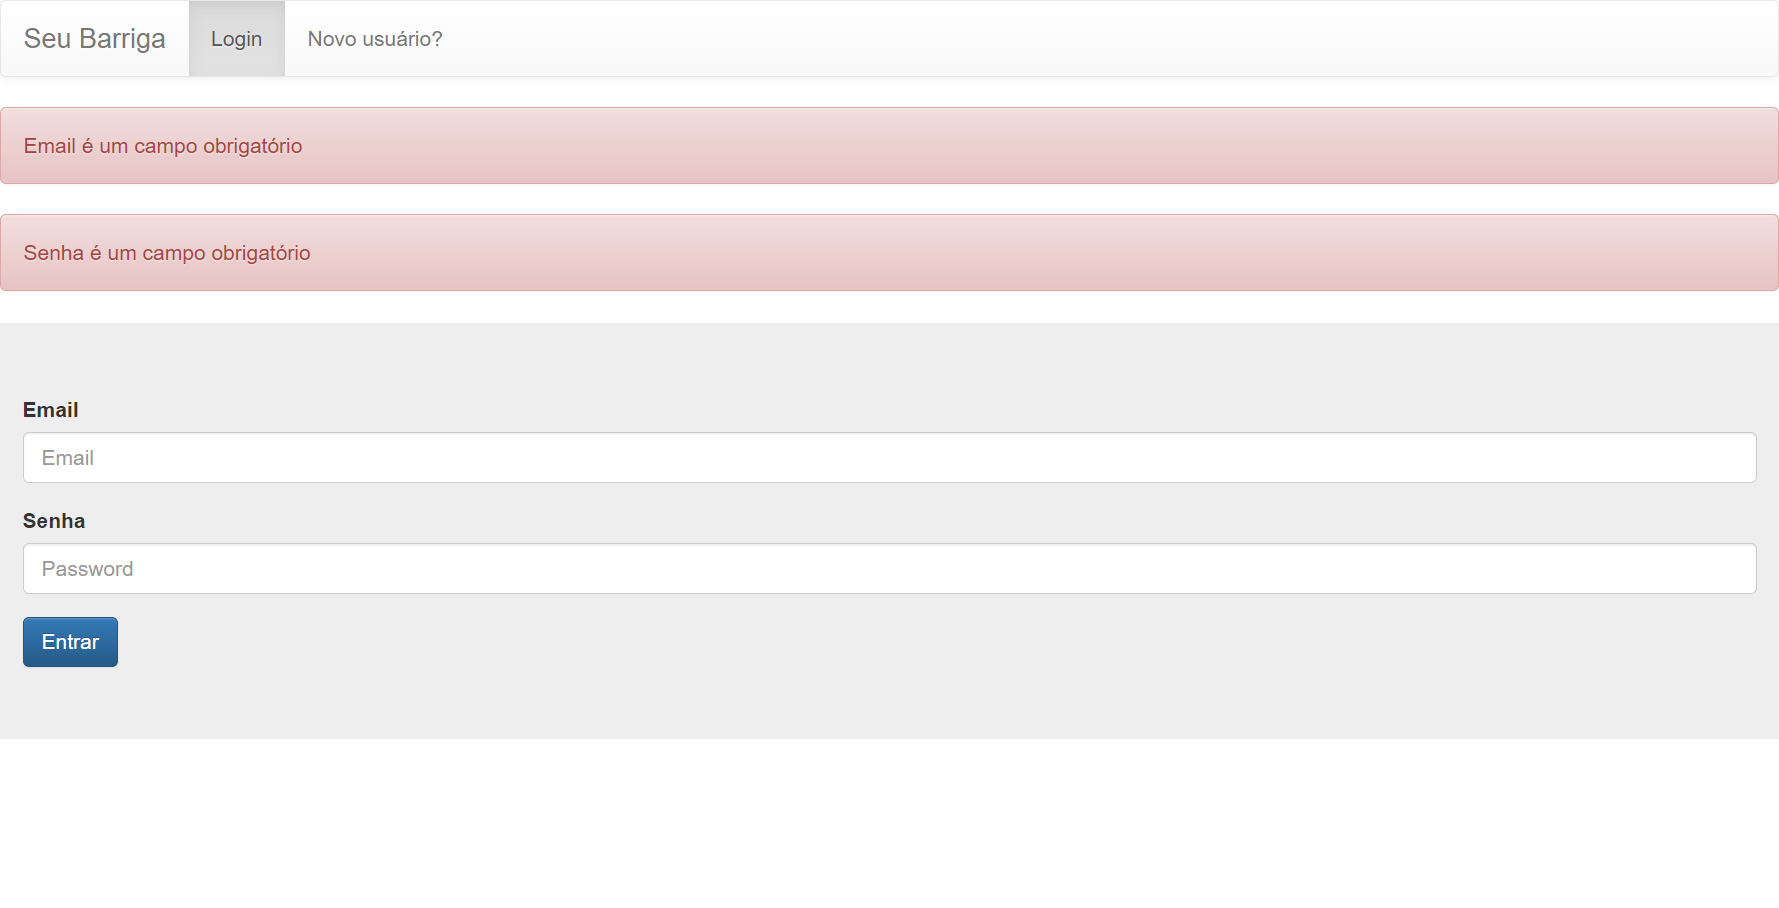 Seu Barriga Login Novo usuário?
Email é um campo obrigatório
Senha é um campo obrigatório
Email
Email
Senha
Password
Entrar